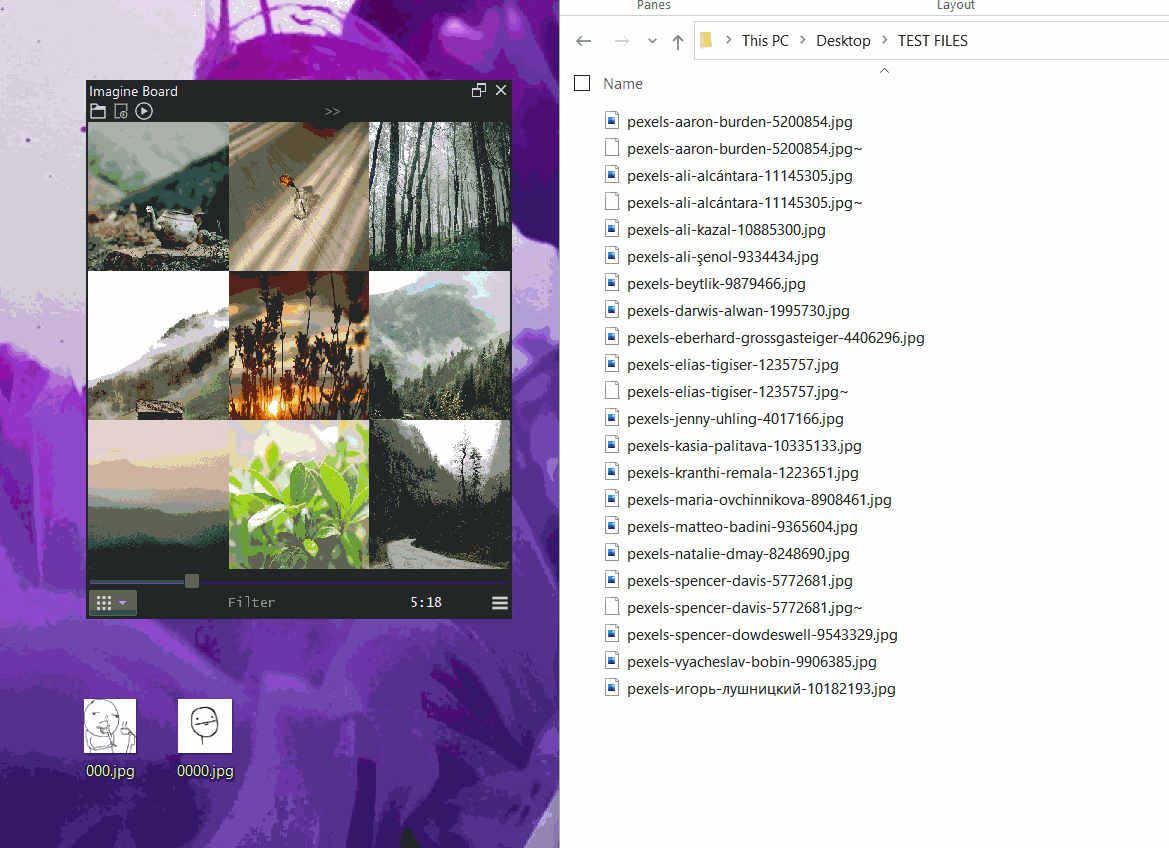 Panes
Layout
This PC > Desktop > TEST FILES
Name
pexels-aaron-burden-5200854.jpg
pexels-aaron-burden-5200854.jpg~
pexels-ali-alcántara-11145305.jpg
pexels-ali-alcántara-11145305.jpg~
pexels-ali-kazal-10885300.jpg
pexels-ali-şenol-9334434.jpg
pexels-beytlik-9879466.jpg
pexels-darwis-alwan-1995730.jpg
pexels-eberhard-grossgasteiger-4406296.jpg
pexels-elias-tigiser-1235757.jpg
pexels-elias-tigiser-1235757.jpg~
pexels-jenny-uhling-4017166.jpg
pexels-kasia-palitava-10335133.jpg
pexels-kranthi-remala-1223651.jpg
pexels-maria-ovchinnikova-8908461.jpg
pexels-matteo-badini-9365604.jpg
pexels-natalie-dmay-8248690.jpg
pexels-spencer-davis-5772681.jpg
pexels-spencer-davis-5772681.jpg~
pexels-spencer-dowdeswell-9543329.jpg
pexels-vyacheslav-bobin-9906385.jpg
pexels-игорь-лушницкий-10182193.jpg
Imagine Board
>>
Filter
5:18
000.jpg
0000.jpg